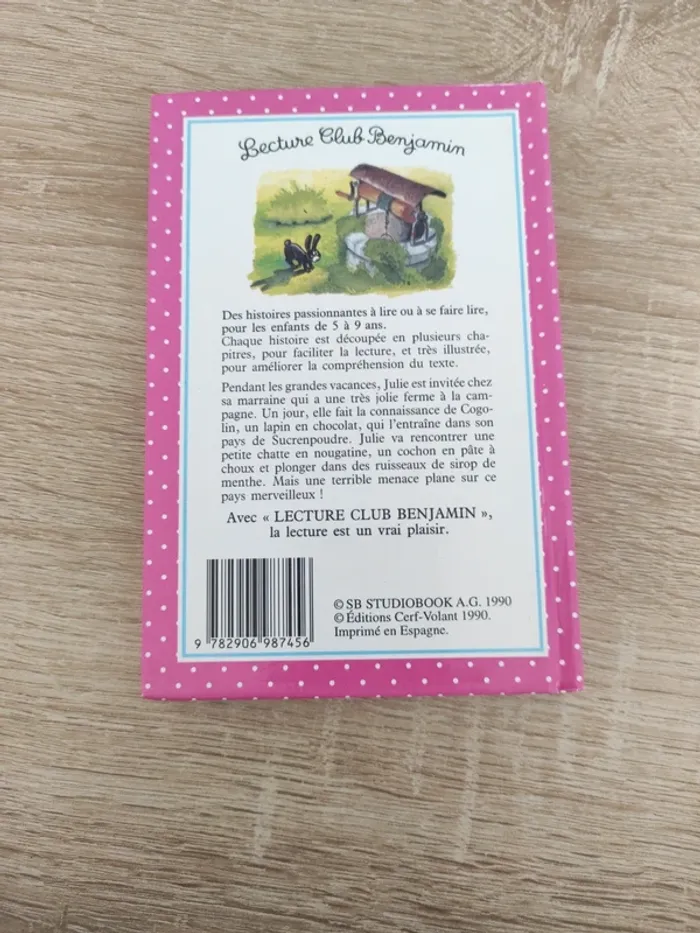 Lecture Club Benjamin
Des histoires passionnantes à lire ou à se faire lire,
pour les enfants de 5 à 9 ans.
Chaque histoire est découpée en plusieurs cha-
pitres, pour faciliter la lecture, et très illustrée,
pour améliorer la compréhension du texte.
Pendant les grandes vacances, Julie est invitée chez
sa marraine qui a une très jolie ferme à la cam-
pagne. Un jour, elle fait la connaissance de Cogo-
lin, un lapin en chocolat, qui l'entraîne dans son
pays de Sucrenpoudre. Julie va rencontrer une
petite chatte en nougatine, un cochon en pâte à
choux et plonger dans des ruisseaux de sirop de
menthe. Mais une terrible menace plane sur ce
pays merveilleux !
Avec « LECTURE CLUB BENJAMIN »,
la lecture est un vrai plaisir.
© SB STUDIOBOOK A.G. 1990
© Éditions Cerf-Volant 1990.
Imprimé en Espagne.
9 782906 987456